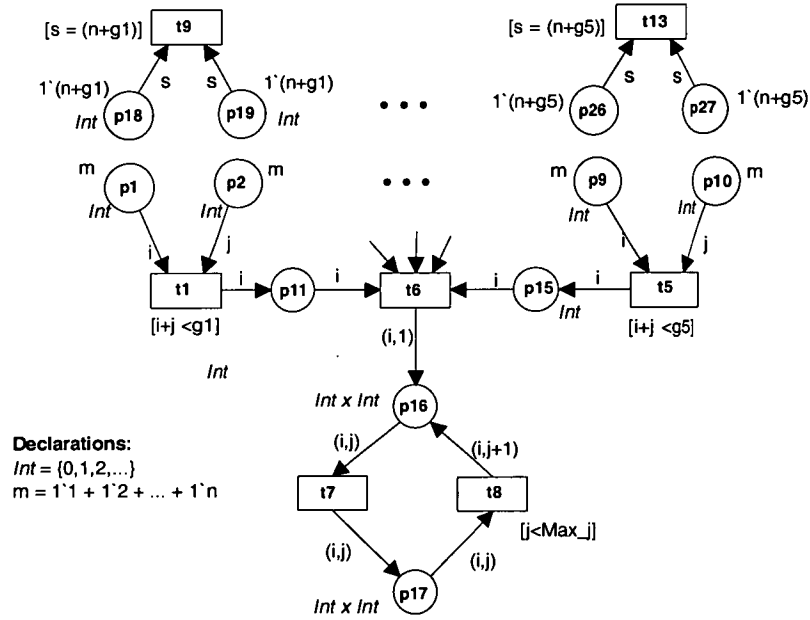 [s = (n+g1)] t9 [s = (n+g5)] t13
s s s s
1`(n+g1) 1`(n+g1) 1`(n+g5) 1`(n+g5)
p18 p19 • • • p26 p27
Int Int
m p1 p2 m • • • m p9 p10 m
Int Int Int Int
i j i j
t1 i p11 i t6 i p15 i t5
[i+j <g1] Int [i+j <g5]
(i,1)
Int
Int x Int p16
(i,j) (i,j+1)
Declarations:
Int = {0,1,2,...}
m = 1`1 + 1`2 + ... + 1`n
t7 t8
[j<Max_j]
(i,j) (i,j)
p17
Int x Int